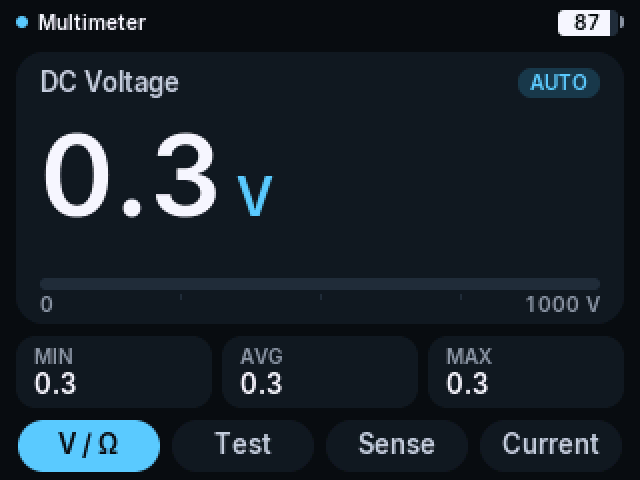 Multimeter
87
DC Voltage
AUTO
0.3 V
0
1000 V
MIN
0.3
AVG
0.3
MAX
0.3
V / Ω
Test
Sense
Current